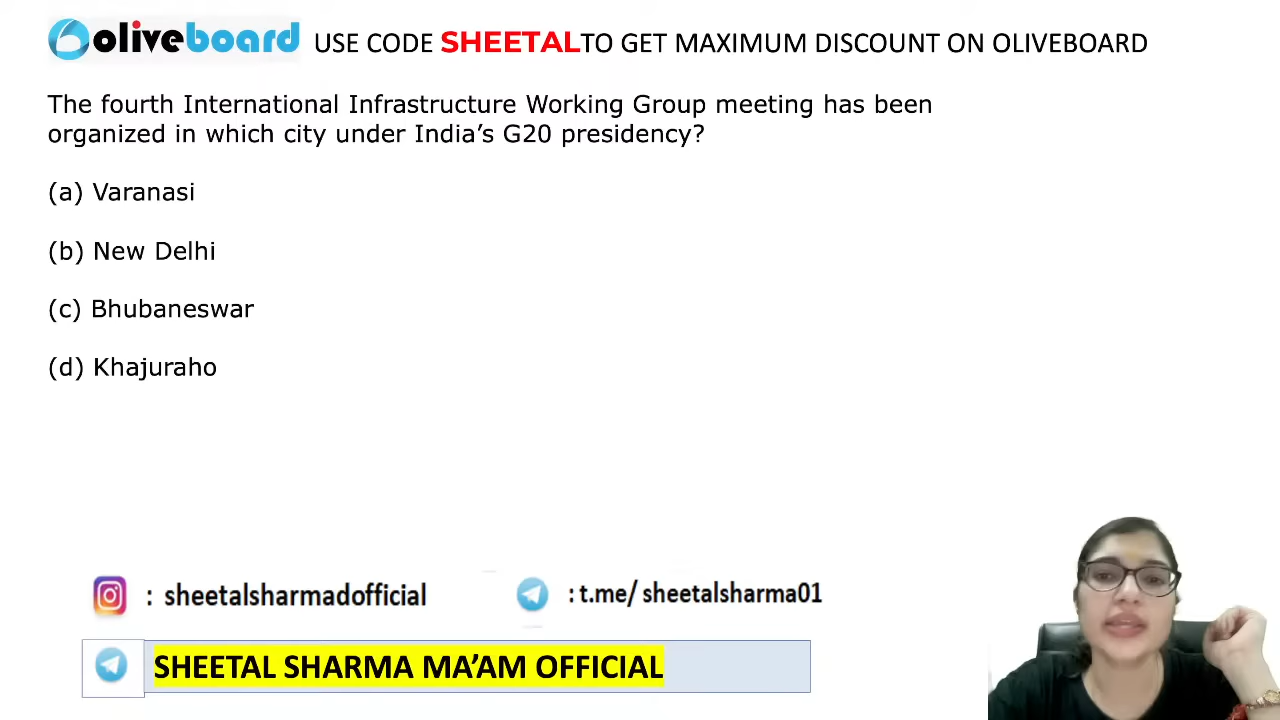 oliveboard USE CODE SHEETAL TO GET MAXIMUM DISCOUNT ON OLIVEBOARD
The fourth International Infrastructure Working Group meeting has been
organized in which city under India’s G20 presidency?
(a) Varanasi
(b) New Delhi
(c) Bhubaneswar
(d) Khajuraho
: sheetalsharmadofficial
: t.me/ sheetalsharma01
SHEETAL SHARMA MA’AM OFFICIAL